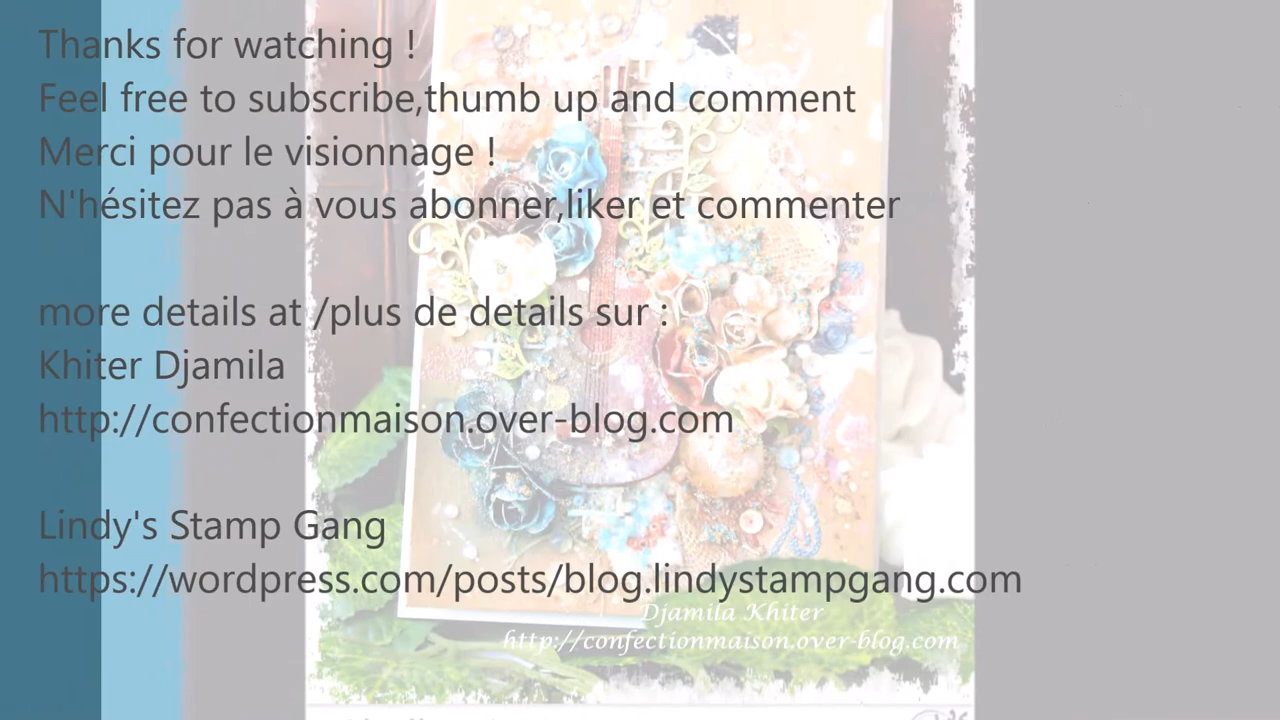 Thanks for watching !
Feel free to subscribe,thumb up and comment
Merci pour le visionnage !
N'hésitez pas à vous abonner,liker et commenter
more details at /plus de details sur :
Khiter Djamila
http://confectionmaison.over-blog.com
Lindy's Stamp Gang
https://wordpress.com/posts/blog.lindystampgang.com
Djamila Khiter
http://confectionmaison.over-blog.com